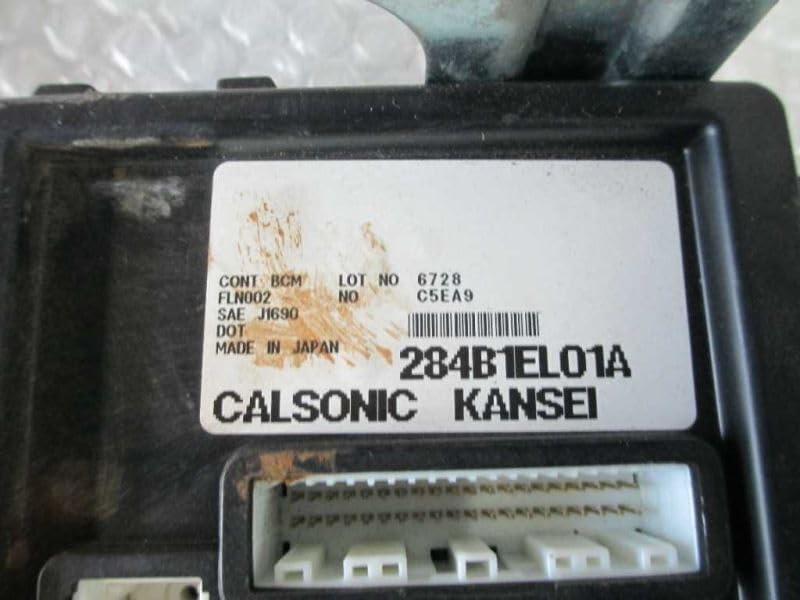 CONT BCM LOT NO 6728
FLN002 NO C5EA9
SAE J1690
DOT
MADE IN JAPAN
284B1EL01A
CALSONIC KANSEI